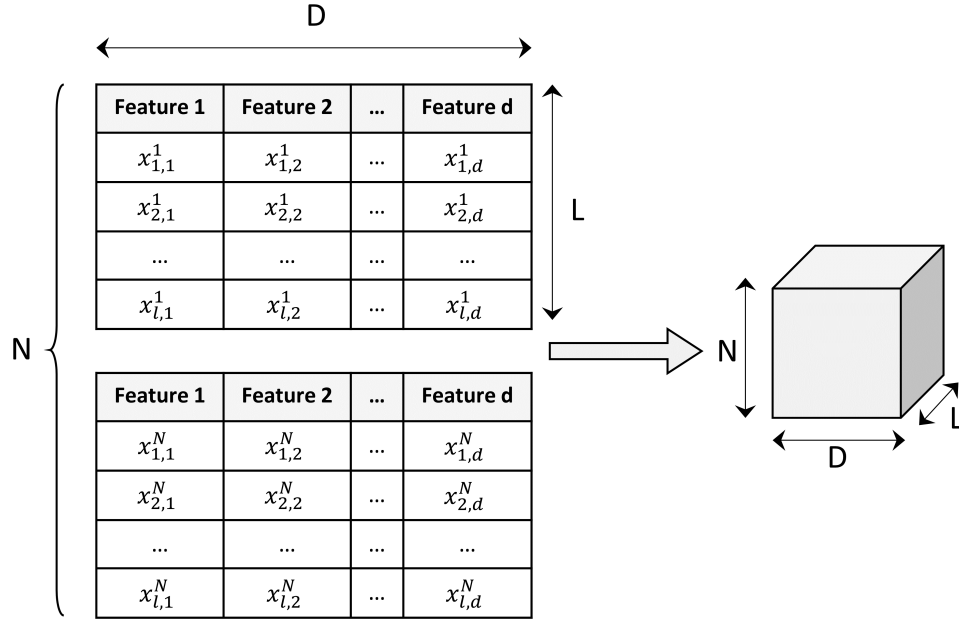 D
Feature 1 Feature 2 ... Feature d
x^1_{1,1} x^1_{1,2} ... x^1_{1,d}
x^1_{2,1} x^1_{2,2} ... x^1_{2,d}
L
... ... ... ...
x^1_{l,1} x^1_{l,2} ... x^1_{l,d}
N
Feature 1 Feature 2 ... Feature d
x^N_{1,1} x^N_{1,2} ... x^N_{1,d}
x^N_{2,1} x^N_{2,2} ... x^N_{2,d}
... ... ... ...
x^N_{l,1} x^N_{l,2} ... x^N_{l,d}
N
L
D